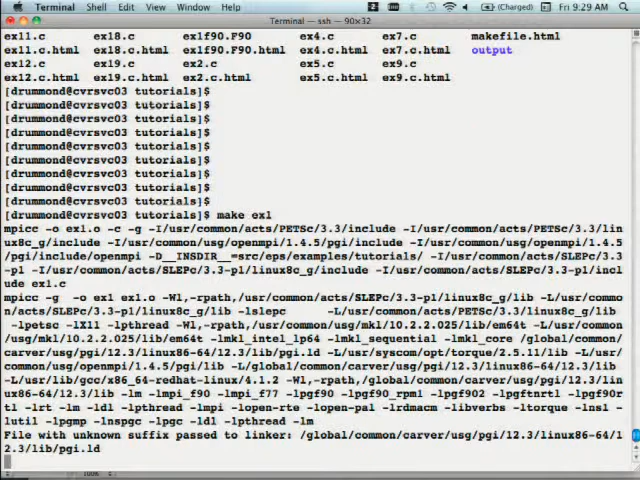 Terminal Shell Edit View Window Help 2 (Charged) Fri 9:29 AM
Terminal — ssh — 90×32
ex11.c ex18.c ex1f90.F90 ex4.c ex7.c makefile.html
ex11.c.html ex18.c.html ex1f90.F90.html ex4.c.html ex7.c.html output
ex12.c ex19.c ex2.c ex5.c ex9.c
ex12.c.html ex19.c.html ex2.c.html ex5.c.html ex9.c.html
[drummond@cvrsvc03 tutorials]$
[drummond@cvrsvc03 tutorials]$
[drummond@cvrsvc03 tutorials]$
[drummond@cvrsvc03 tutorials]$
[drummond@cvrsvc03 tutorials]$
[drummond@cvrsvc03 tutorials]$
[drummond@cvrsvc03 tutorials]$
[drummond@cvrsvc03 tutorials]$
[drummond@cvrsvc03 tutorials]$
[drummond@cvrsvc03 tutorials]$ make ex1
mpicc -o ex1.o -c -g -I/usr/common/acts/PETSc/3.3/include -I/usr/common/acts/PETSc/3.3/lin
ux8c_g/include -I/usr/common/usg/openmpi/1.4.5/pgi/include -I/usr/common/usg/openmpi/1.4.5
/pgi/include/openmpi -D__INSDIR__=src/eps/examples/tutorials/ -I/usr/common/acts/SLEPc/3.3
-p1 -I/usr/common/acts/SLEPc/3.3-p1/linux8c_g/include -I/usr/common/acts/SLEPc/3.3-p1/incl
ude ex1.c
mpicc -g -o ex1 ex1.o -Wl,-rpath,/usr/common/acts/SLEPc/3.3-p1/linux8c_g/lib -L/usr/commo
n/acts/SLEPc/3.3-p1/linux8c_g/lib -lslepc -L/usr/common/acts/PETSc/3.3/linux8c_g/lib
-lpetsc -lX11 -lpthread -Wl,-rpath,/usr/common/usg/mkl/10.2.2.025/lib/em64t -L/usr/common
/usg/mkl/10.2.2.025/lib/em64t -lmkl_intel_lp64 -lmkl_sequential -lmkl_core /global/common/
carver/usg/pgi/12.3/linux86-64/12.3/lib/pgi.ld -L/usr/syscom/opt/torque/2.5.11/lib -L/usr/
common/usg/openmpi/1.4.5/pgi/lib -L/global/common/carver/usg/pgi/12.3/linux86-64/12.3/lib
-L/usr/lib/gcc/x86_64-redhat-linux/4.1.2 -Wl,-rpath,/global/common/carver/usg/pgi/12.3/lin
ux86-64/12.3/lib -lm -lmpi_f90 -lmpi_f77 -lpgf90 -lpgf90_rpm1 -lpgf902 -lpgftnrtl -lpgf90r
tl -lrt -lm -ldl -lpthread -lmpi -lopen-rte -lopen-pal -lrdmacm -libverbs -ltorque -lnsl -
lutil -lpgmp -lnspgc -lpgc -ldl -lpthread -lm
File with unknown suffix passed to linker: /global/common/carver/usg/pgi/12.3/linux86-64/1
2.3/lib/pgi.ld